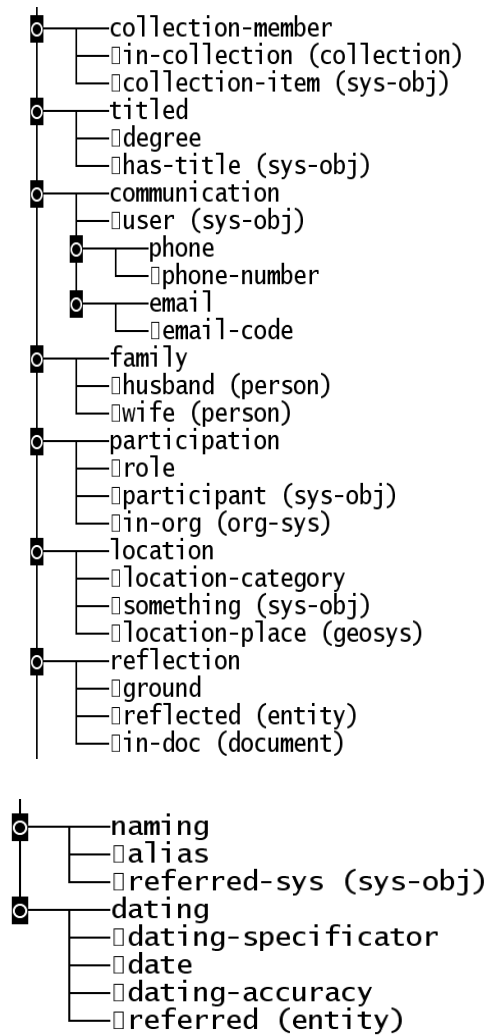 collection-member
in-collection (collection)
collection-item (sys-obj)
titled
degree
has-title (sys-obj)
communication
user (sys-obj)
phone
phone-number
email
email-code
family
husband (person)
wife (person)
participation
role
participant (sys-obj)
in-org (org-sys)
location
location-category
something (sys-obj)
location-place (geosys)
reflection
ground
reflected (entity)
in-doc (document)
naming
alias
referred-sys (sys-obj)
dating
dating-specificator
date
dating-accuracy
referred (entity)